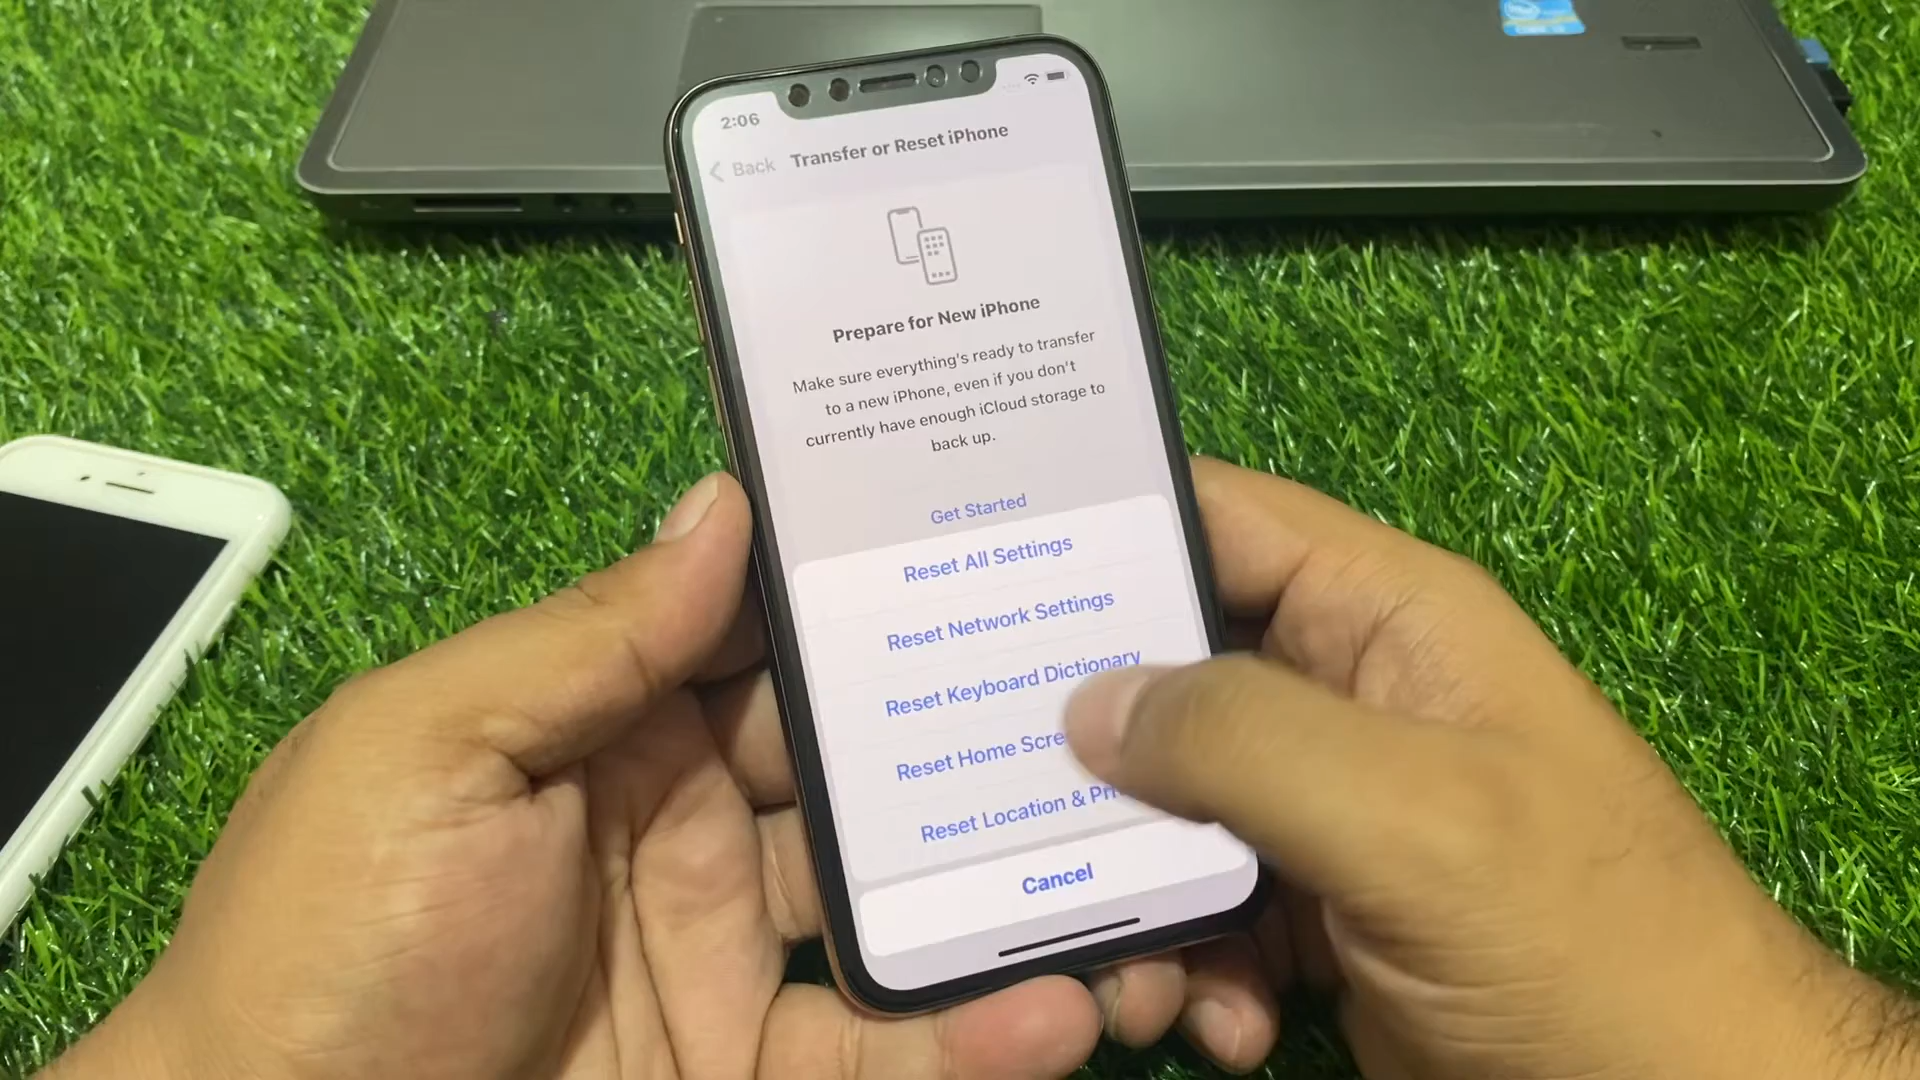 2:06
Back
Transfer or Reset iPhone
Prepare for New iPhone
Make sure everything's ready to transfer
to a new iPhone, even if you don't
currently have enough iCloud storage to
back up.
Get Started
Reset All Settings
Reset Network Settings
Reset Keyboard Dictionary
Reset Home
Reset Location &
Cancel
intel